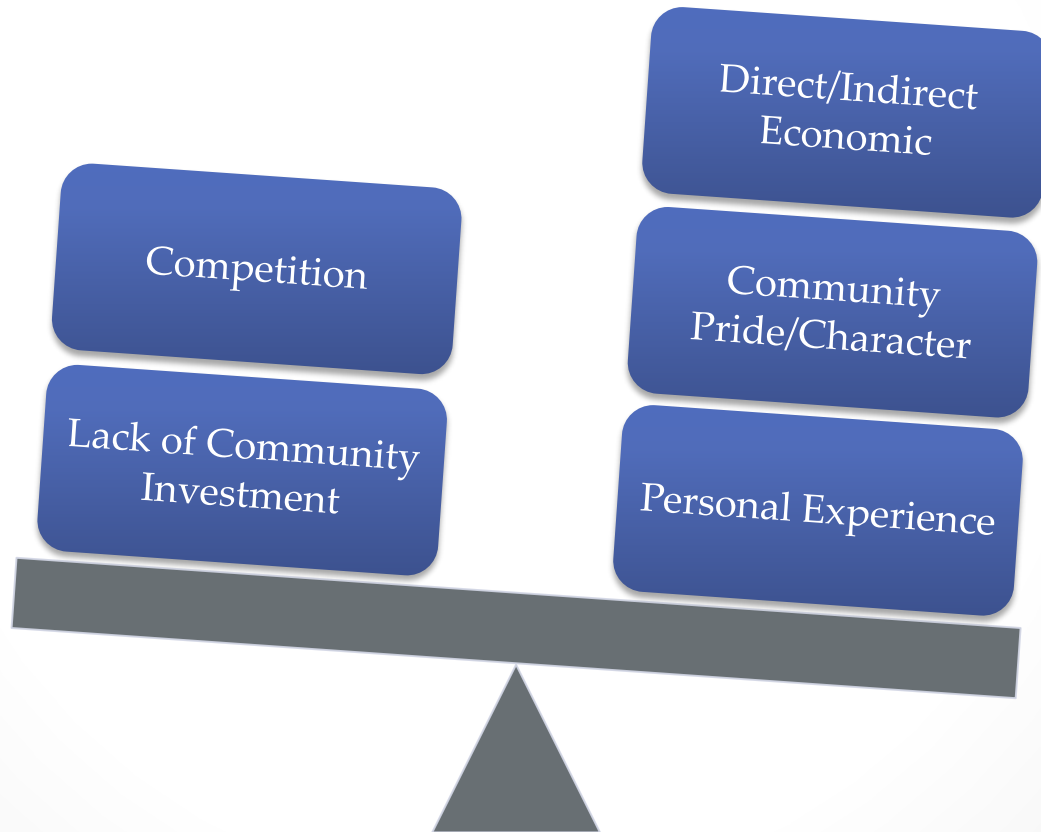 Competition
Lack of Community
Investment
Direct/Indirect
Economic
Community
Pride/Character
Personal Experience